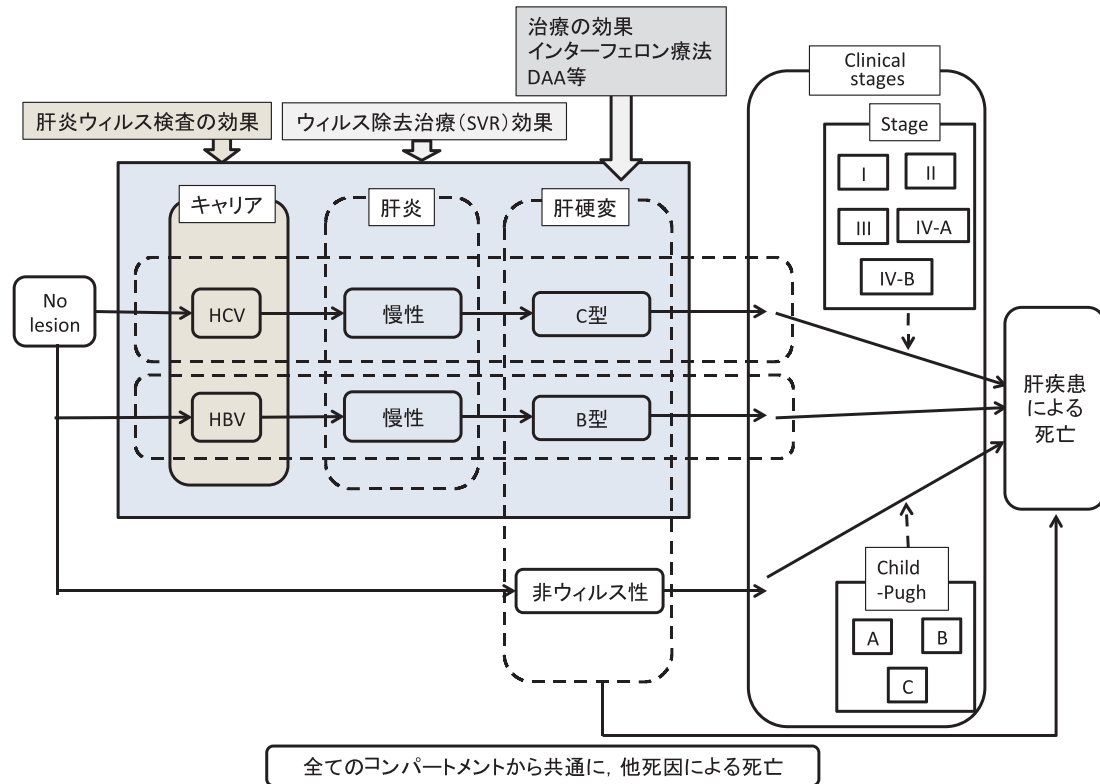 治療の効果
インターフェロン療法
DAA等
Clinical
stages
肝炎ウィルス検査の効果
ウィルス除去治療(SVR)効果
Stage
I
II
III
IV-A
IV-B
キャリア
肝炎
肝硬変
No
lesion
HCV
慢性
C型
HBV
慢性
B型
肝疾患
による
死亡
非ウィルス性
Child
-Pugh
A
B
C
全てのコンパートメントから共通に，他死因による死亡